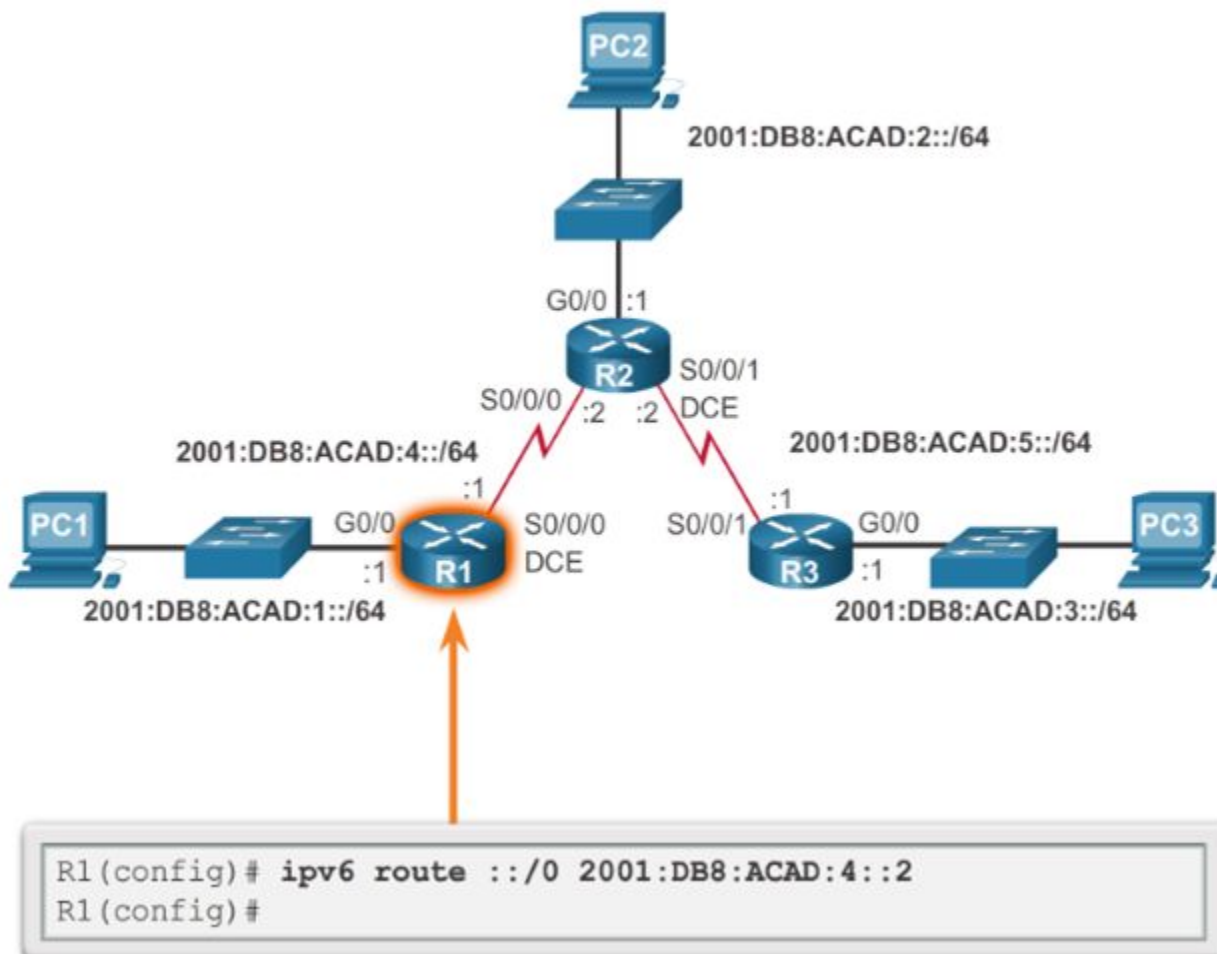 PC2
2001:DB8:ACAD:2::/64
G0/0 :1
R2
S0/0/1
S0/0/0 :2 :2 DCE
2001:DB8:ACAD:4::/64
2001:DB8:ACAD:5::/64
:1
:1
PC1
G0/0
S0/0/0
S0/0/1
G0/0
PC3
:1
R1
DCE
R3
:1
2001:DB8:ACAD:1::/64
2001:DB8:ACAD:3::/64
R1(config)# ipv6 route ::/0 2001:DB8:ACAD:4::2
R1(config)#